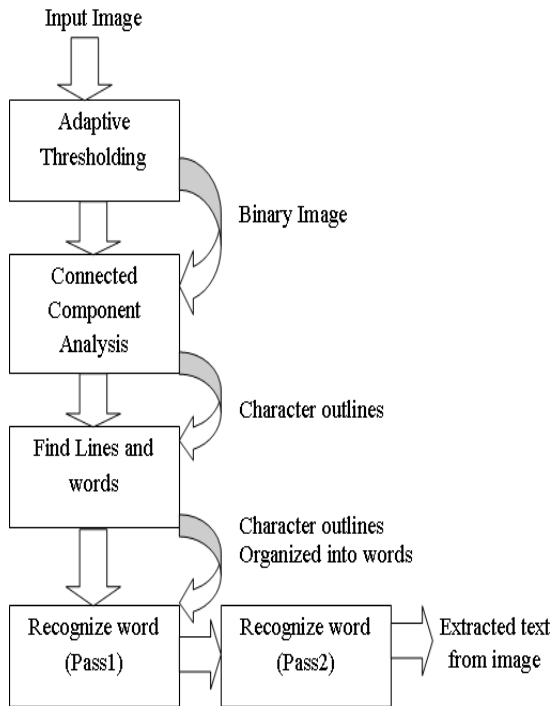 Input Image
Adaptive
Thresholding
Binary Image
Connected
Component
Analysis
Character outlines
Find Lines and
words
Character outlines
Organized into words
Recognize word
(Pass1)
Recognize word
(Pass2)
Extracted text
from image